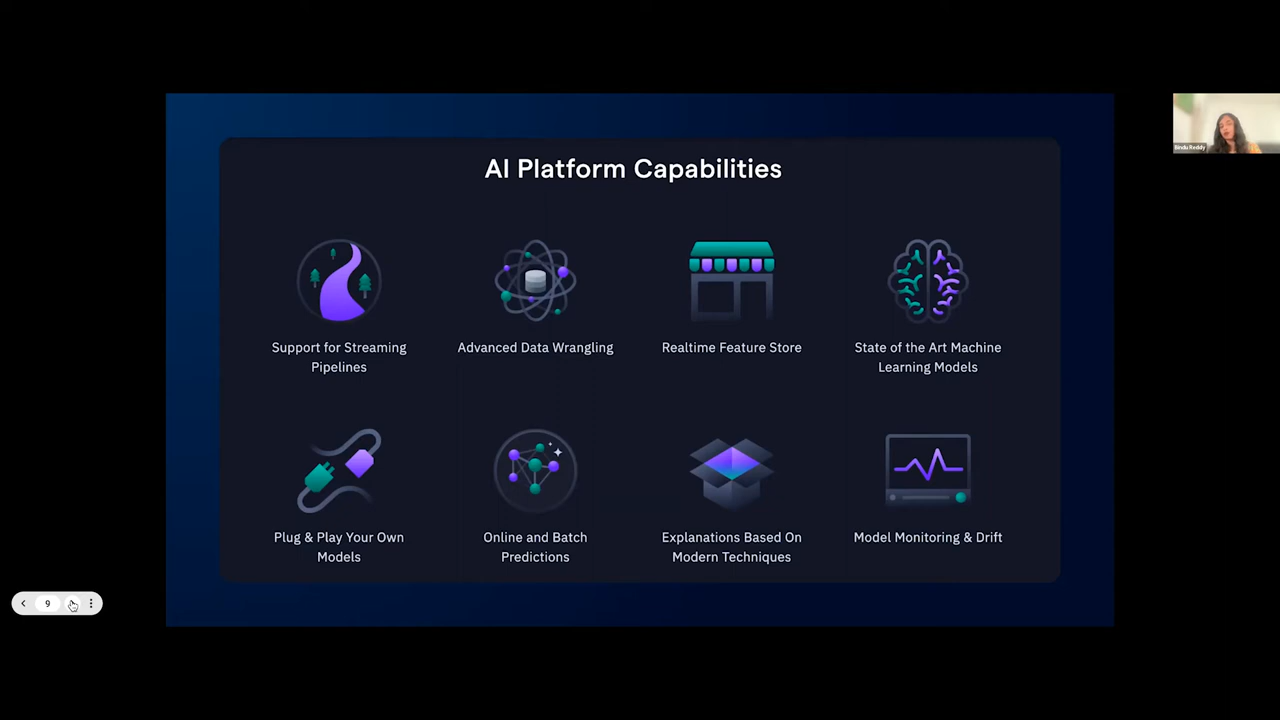 AI Platform Capabilities
Support for Streaming
Pipelines
Advanced Data Wrangling
Realtime Feature Store
State of the Art Machine
Learning Models
Plug & Play Your Own
Models
Online and Batch
Predictions
Explanations Based On
Modern Techniques
Model Monitoring & Drift
Bindu Reddy
9